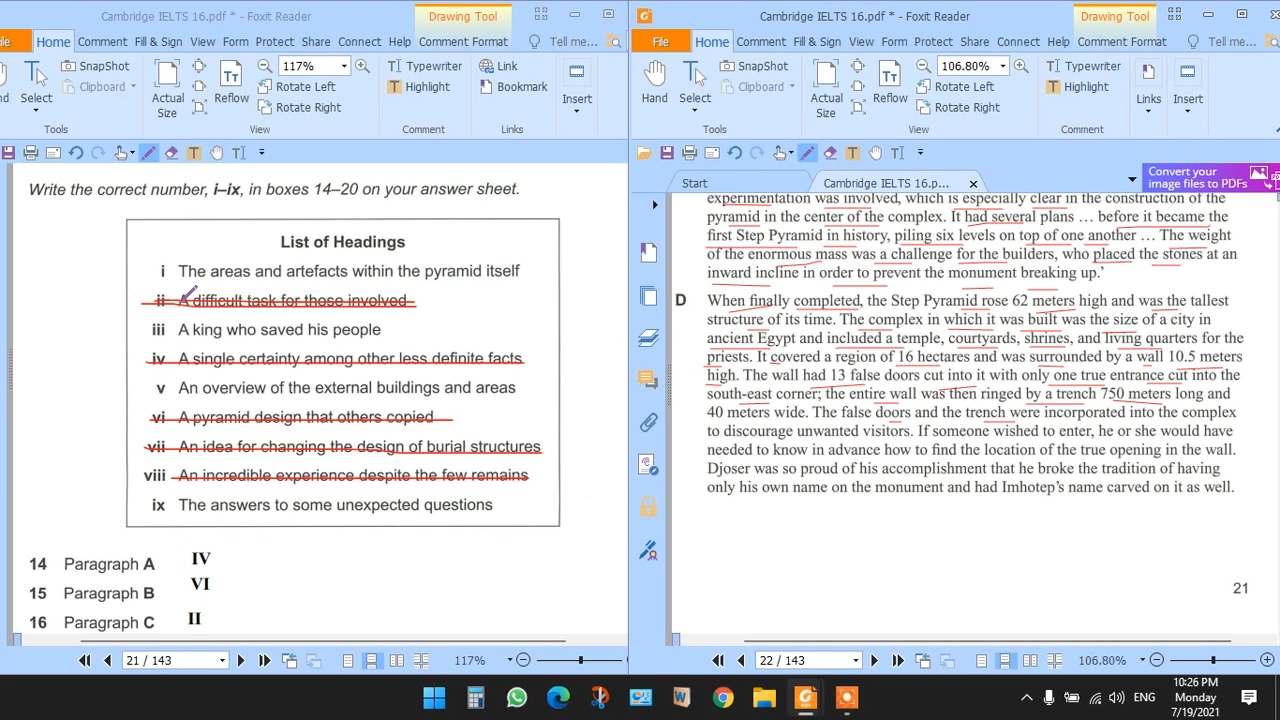 Cambridge IELTS 16.pdf * - Foxit Reader
Drawing Tool
File Home Comment Fill & Sign View Form Protect Share Connect Help Comment Format Tell me...
SnapShot
Clipboard
Hand
Select
Tools
Actual Size
Reflow
117%
Rotate Left
Rotate Right
View
Typewriter
Highlight
Comment
Link
Bookmark
Links
Insert
Write the correct number, i–ix, in boxes 14–20 on your answer sheet.
List of Headings
i The areas and artefacts within the pyramid itself
ii A difficult task for those involved
iii A king who saved his people
iv A single certainty among other less definite facts
v An overview of the external buildings and areas
vi A pyramid design that others copied
vii An idea for changing the design of burial structures
viii An incredible experience despite the few remains
ix The answers to some unexpected questions
14 Paragraph A IV
15 Paragraph B VI
16 Paragraph C II
21 / 143
117%
Cambridge IELTS 16.pdf * - Foxit Reader
Drawing Tool
File Home Comment Fill & Sign View Form Protect Share Connect Help Comment Format Tell me...
Hand
Select
SnapShot
Clipboard
Tools
Actual Size
Reflow
106.80%
Rotate Left
Rotate Right
View
Typewriter
Highlight
Comment
Links
Insert
Start
Cambridge IELTS 16.p...
Convert your image files to PDFs
experimentation was involved, which is especially clear in the construction of the
pyramid in the center of the complex. It had several plans … before it became the
first Step Pyramid in history, piling six levels on top of one another … The weight
of the enormous mass was a challenge for the builders, who placed the stones at an
inward incline in order to prevent the monument breaking up.’
D When finally completed, the Step Pyramid rose 62 meters high and was the tallest
structure of its time. The complex in which it was built was the size of a city in
ancient Egypt and included a temple, courtyards, shrines, and living quarters for the
priests. It covered a region of 16 hectares and was surrounded by a wall 10.5 meters
high. The wall had 13 false doors cut into it with only one true entrance cut into the
south-east corner; the entire wall was then ringed by a trench 750 meters long and
40 meters wide. The false doors and the trench were incorporated into the complex
to discourage unwanted visitors. If someone wished to enter, he or she would have
needed to know in advance how to find the location of the true opening in the wall.
Djoser was so proud of his accomplishment that he broke the tradition of having
only his own name on the monument and had Imhotep’s name carved on it as well.
21
22 / 143
106.80%
ENG
10:26 PM
Monday
7/19/2021